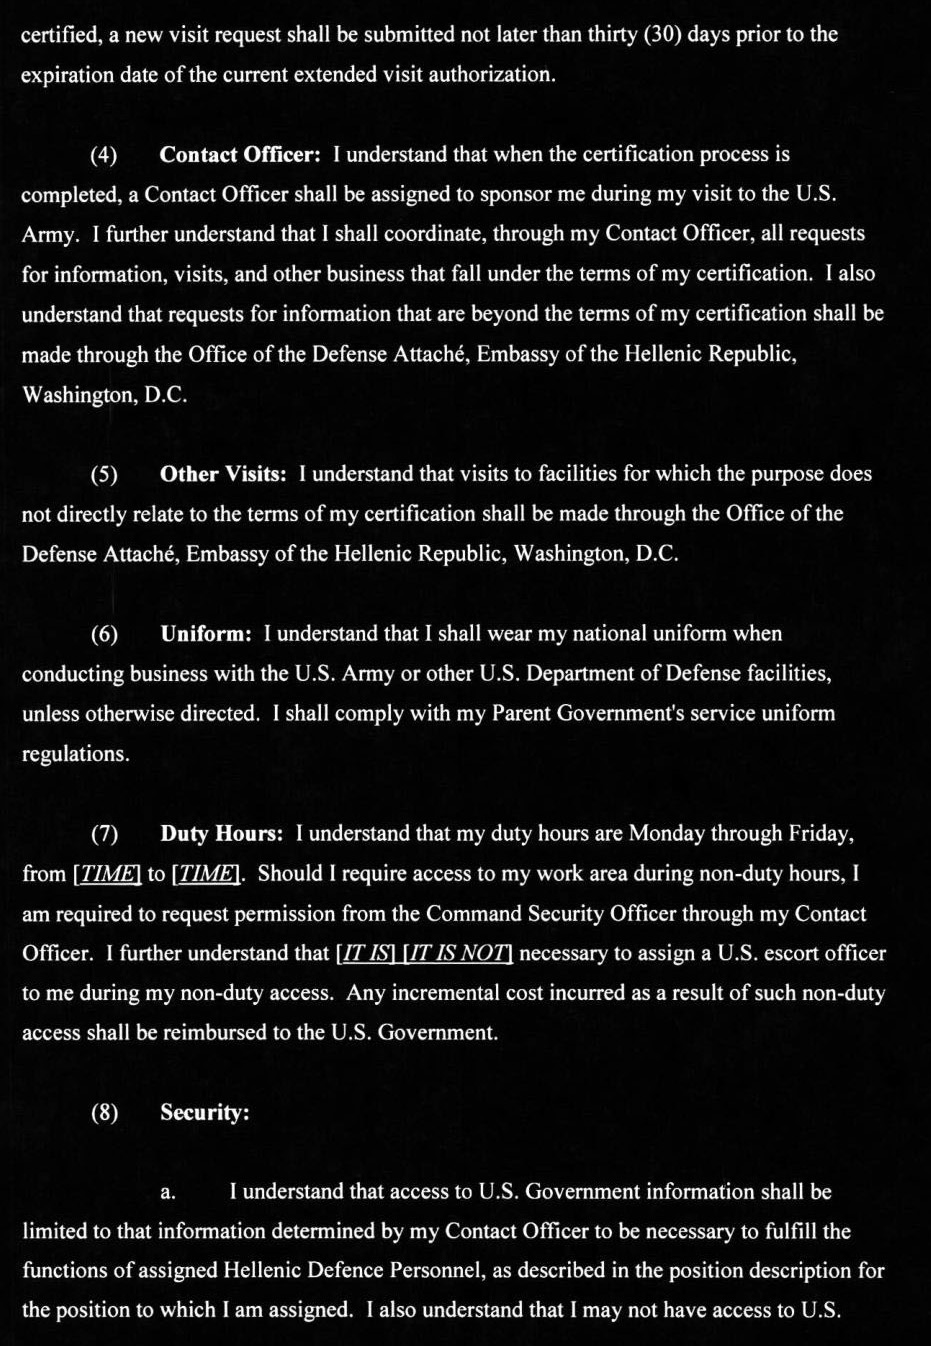 certified, a new visit request shall be submitted not later than thirty (30) days prior to the
expiration date of the current extended visit authorization.
(4) Contact Officer: I understand that when the certification process is
completed, a Contact Officer shall be assigned to sponsor me during my visit to the U.S.
Army. I further understand that I shall coordinate, through my Contact Officer, all requests
for information, visits, and other business that fall under the terms of my certification. I also
understand that requests for information that are beyond the terms of my certification shall be
made through the Office of the Defense Attaché, Embassy of the Hellenic Republic,
Washington, D.C.
(5) Other Visits: I understand that visits to facilities for which the purpose does
not directly relate to the terms of my certification shall be made through the Office of the
Defense Attaché, Embassy of the Hellenic Republic, Washington, D.C.
(6) Uniform: I understand that I shall wear my national uniform when
conducting business with the U.S. Army or other U.S. Department of Defense facilities,
unless otherwise directed. I shall comply with my Parent Government's service uniform
regulations.
(7) Duty Hours: I understand that my duty hours are Monday through Friday,
from [TIME] to [TIME]. Should I require access to my work area during non-duty hours, I
am required to request permission from the Command Security Officer through my Contact
Officer. I further understand that [IT IS] [IT IS NOT] necessary to assign a U.S. escort officer
to me during my non-duty access. Any incremental cost incurred as a result of such non-duty
access shall be reimbursed to the U.S. Government.
(8) Security:
a. I understand that access to U.S. Government information shall be
limited to that information determined by my Contact Officer to be necessary to fulfill the
functions of assigned Hellenic Defence Personnel, as described in the position description for
the position to which I am assigned. I also understand that I may not have access to U.S.